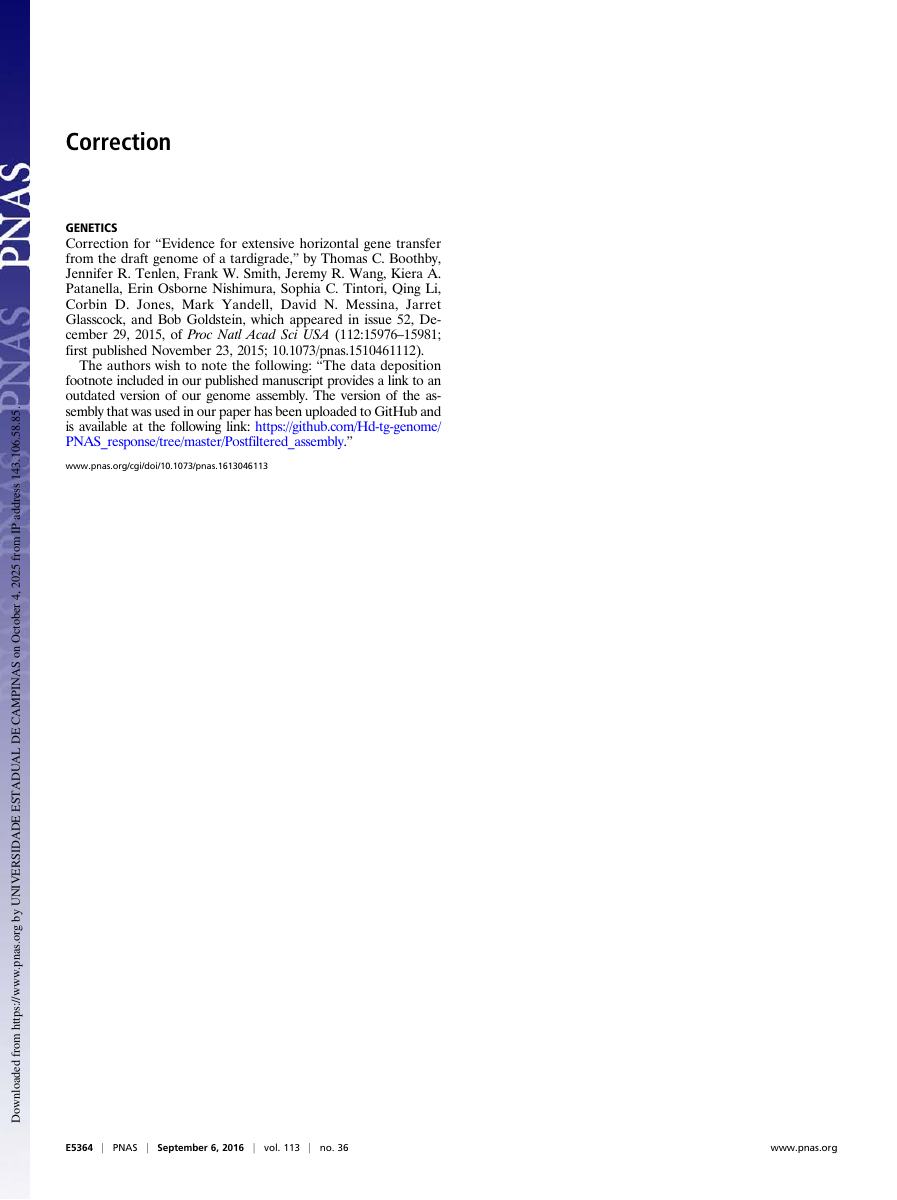 Correction
GENETICS
Correction for “Evidence for extensive horizontal gene transfer
from the draft genome of a tardigrade,” by Thomas C. Boothby,
Jennifer R. Tenlen, Frank W. Smith, Jeremy R. Wang, Kiera A.
Patanella, Erin Osborne Nishimura, Sophia C. Tintori, Qing Li,
Corbin D. Jones, Mark Yandell, David N. Messina, Jarret
Glasscock, and Bob Goldstein, which appeared in issue 52, De-
cember 29, 2015, of Proc Natl Acad Sci USA (112:15976–15981;
first published November 23, 2015; 10.1073/pnas.1510461112).
The authors wish to note the following: “The data deposition
footnote included in our published manuscript provides a link to an
outdated version of our genome assembly. The version of the as-
sembly that was used in our paper has been uploaded to GitHub and
is available at the following link: https://github.com/Hd-tg-genome/
PNAS_response/tree/master/Postfiltered_assembly.”
www.pnas.org/cgi/doi/10.1073/pnas.1613046113
E5364 | PNAS | September 6, 2016 | vol. 113 | no. 36
www.pnas.org
PNAS PNAS PNAS
Downloaded from https://www.pnas.org by UNIVERSIDADE ESTADUAL DE CAMPINAS on October 4, 2025 from IP address 143.106.58.85.